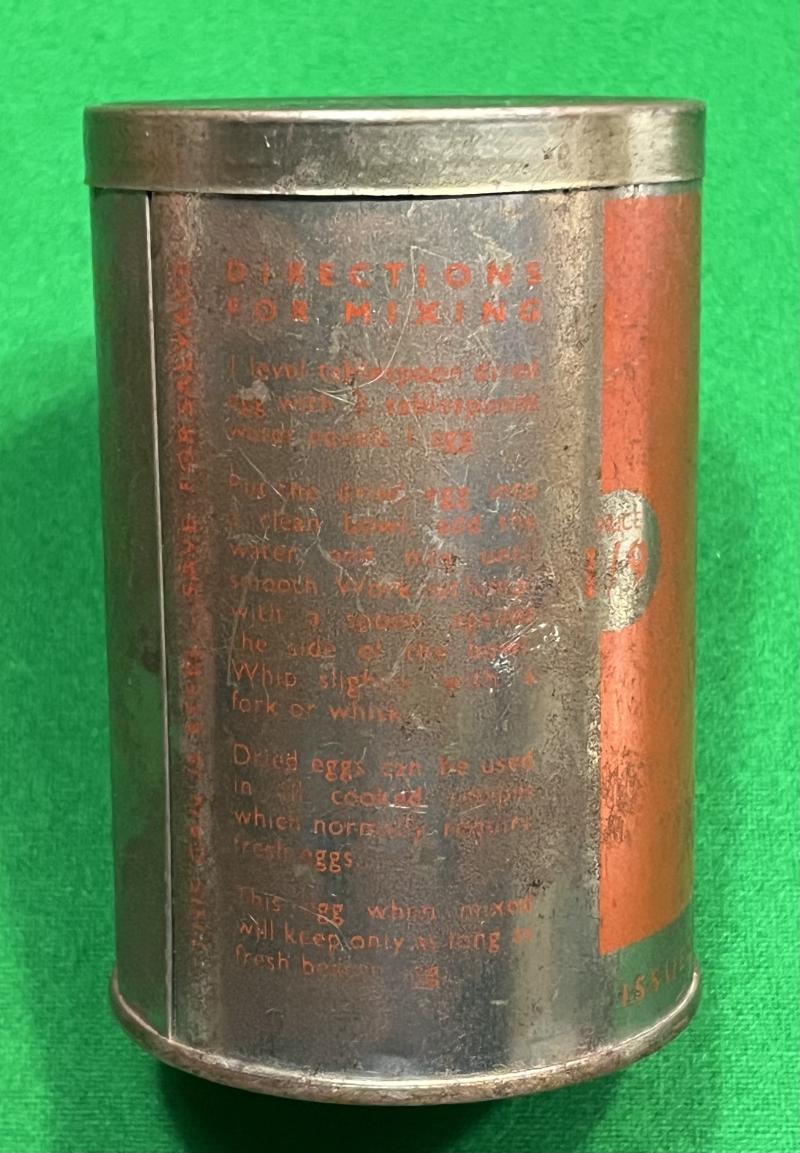 DIRECTIONS
FOR MIXING
1 level tablespoon dried
egg with 2 tablespoons
water equals 1 egg
Put the dried egg into
a clean bowl, add the
water and mix until
smooth. Work out lumps
with a spoon against
the side of the bowl.
Whip slightly with a
fork or whisk.
Dried eggs can be used
in all cooked recipes
which normally require
fresh eggs.
This egg when mixed
will keep only as long as
fresh beaten egg.
THIS CAN IS STEEL SAVE FOR SALVAGE
PRICE
1/9
ISSUE